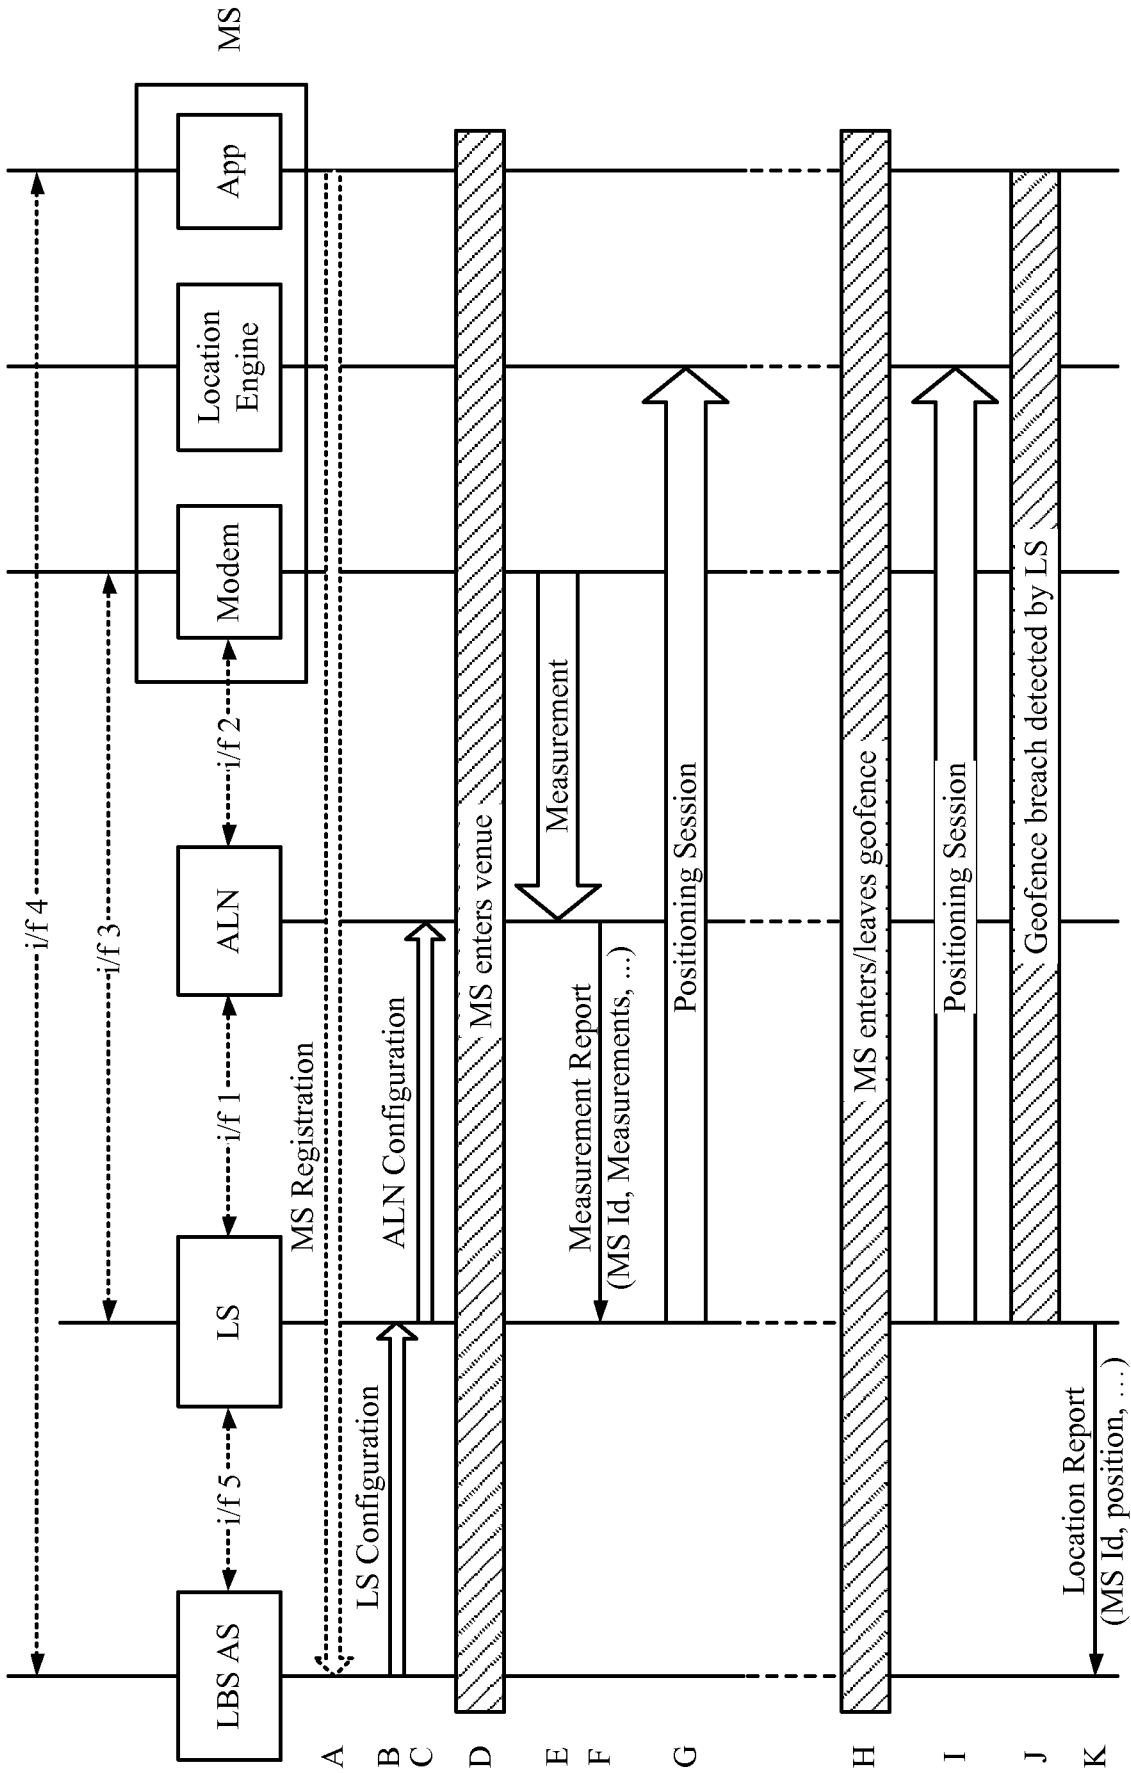 i/f 4
i/f 3
LBS AS
i/f 5
LS
i/f 1
ALN
i/f 2
Modem
Location
Engine
App
MS
A
MS Registration
B
LS Configuration
C
ALN Configuration
D
MS enters venue
E
Measurement
F
Measurement Report
(MS Id, Measurements, ...)
G
Positioning Session
H
MS enters/leaves geofence
I
Positioning Session
J
Geofence breach detected by LS
K
Location Report
(MS Id, position, ...)